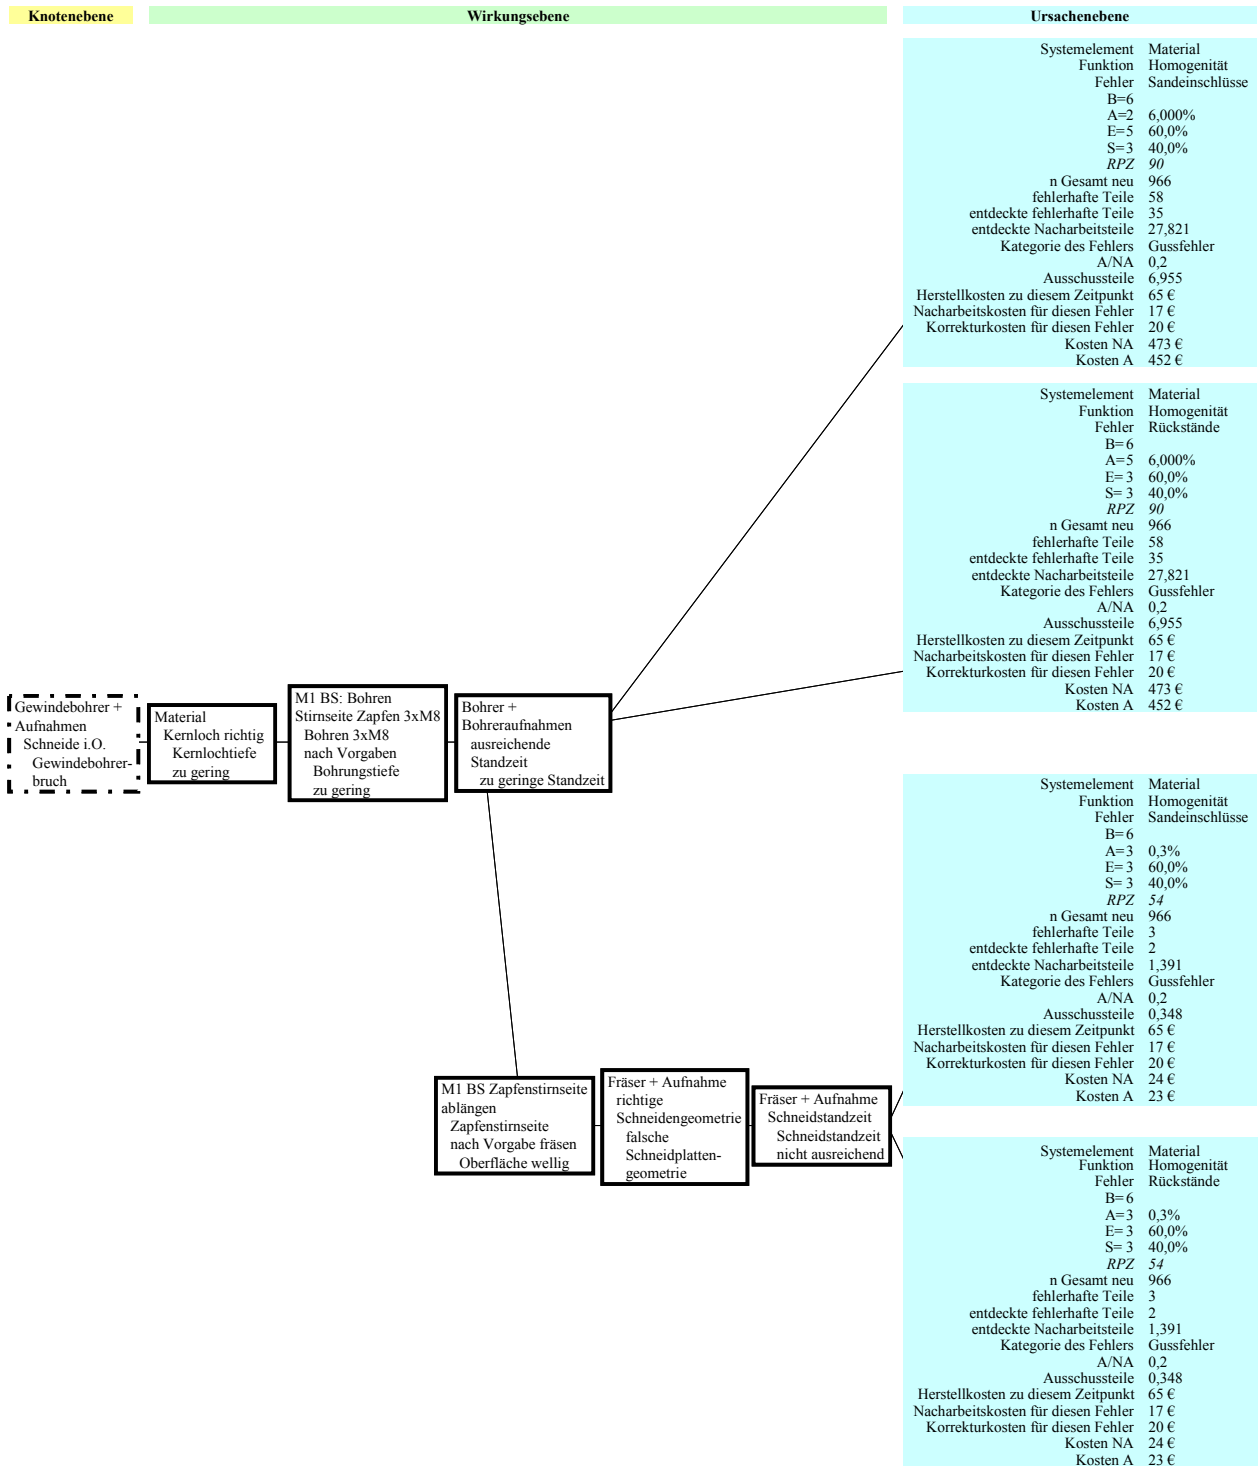 Knotenebene
Wirkungsebene
Ursachenebene
Systemelement Material
Funktion Homogenität
Fehler Sandeinschlüsse
B=6
A=2 6,000%
E=5 60,0%
S=3 40,0%
RPZ 90
n Gesamt neu 966
fehlerhafte Teile 58
entdeckte fehlerhafte Teile 35
entdeckte Nacharbeitsteile 27,821
Kategorie des Fehlers Gussfehler
A/NA 0,2
Ausschussteile 6,955
Herstellkosten zu diesem Zeitpunkt 65 €
Nacharbeitskosten für diesen Fehler 17 €
Korrekturkosten für diesen Fehler 20 €
Kosten NA 473 €
Kosten A 452 €
Systemelement Material
Funktion Homogenität
Fehler Rückstände
B=6
A=5 6,000%
E= 3 60,0%
S= 3 40,0%
RPZ 90
n Gesamt neu 966
fehlerhafte Teile 58
entdeckte fehlerhafte Teile 35
entdeckte Nacharbeitsteile 27,821
Kategorie des Fehlers Gussfehler
A/NA 0,2
Ausschussteile 6,955
Herstellkosten zu diesem Zeitpunkt 65 €
Nacharbeitskosten für diesen Fehler 17 €
Korrekturkosten für diesen Fehler 20 €
Kosten NA 473 €
Kosten A 452 €
Gewindebohrer +
Aufnahmen
Schneide i.O.
Gewindebohrer-
bruch
Material
Kernloch richtig
Kernlochtiefe
zu gering
M1 BS: Bohren
Stirnseite Zapfen 3xM8
Bohren 3xM8
nach Vorgaben
Bohrungstiefe
zu gering
Bohrer +
Bohreraufnahmen
ausreichende
Standzeit
zu geringe Standzeit
Systemelement Material
Funktion Homogenität
Fehler Sandeinschlüsse
B=6
A=3 0,3%
E= 3 60,0%
S= 3 40,0%
RPZ 54
n Gesamt neu 966
fehlerhafte Teile 3
entdeckte fehlerhafte Teile 2
entdeckte Nacharbeitsteile 1,391
Kategorie des Fehlers Gussfehler
A/NA 0,2
Ausschussteile 0,348
Herstellkosten zu diesem Zeitpunkt 65 €
Nacharbeitskosten für diesen Fehler 17 €
Korrekturkosten für diesen Fehler 20 €
Kosten NA 24 €
Kosten A 23 €
M1 BS Zapfenstirnseite
ablängen
Zapfenstirnseite
nach Vorgabe fräsen
Oberfläche wellig
Fräser + Aufnahme
richtige
Schneidengeometrie
falsche
Schneidplatten-
geometrie
Fräser + Aufnahme
Schneidstandzeit
Schneidstandzeit
nicht ausreichend
Systemelement Material
Funktion Homogenität
Fehler Rückstände
B=6
A=3 0,3%
E= 3 60,0%
S= 3 40,0%
RPZ 54
n Gesamt neu 966
fehlerhafte Teile 3
entdeckte fehlerhafte Teile 2
entdeckte Nacharbeitsteile 1,391
Kategorie des Fehlers Gussfehler
A/NA 0,2
Ausschussteile 0,348
Herstellkosten zu diesem Zeitpunkt 65 €
Nacharbeitskosten für diesen Fehler 17 €
Korrekturkosten für diesen Fehler 20 €
Kosten NA 24 €
Kosten A 23 €